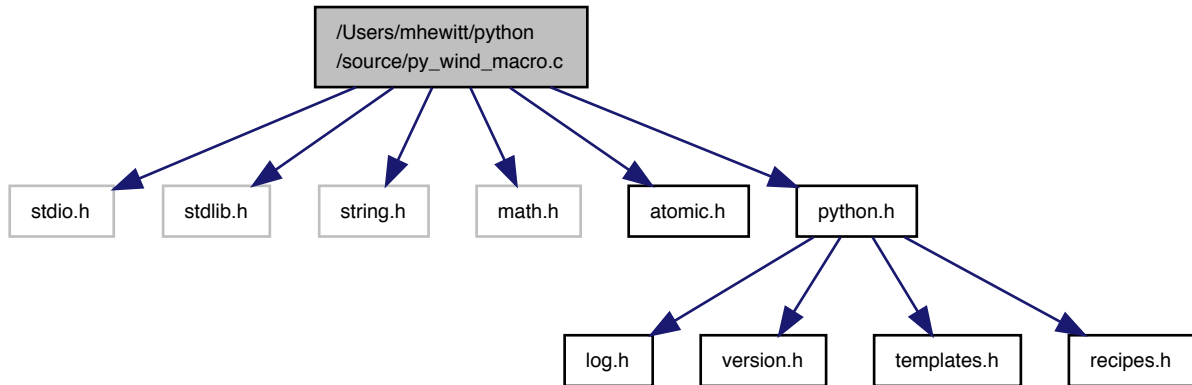 /Users/mhewitt/python
/source/py_wind_macro.c
stdio.h
stdlib.h
string.h
math.h
atomic.h
python.h
log.h
version.h
templates.h
recipes.h